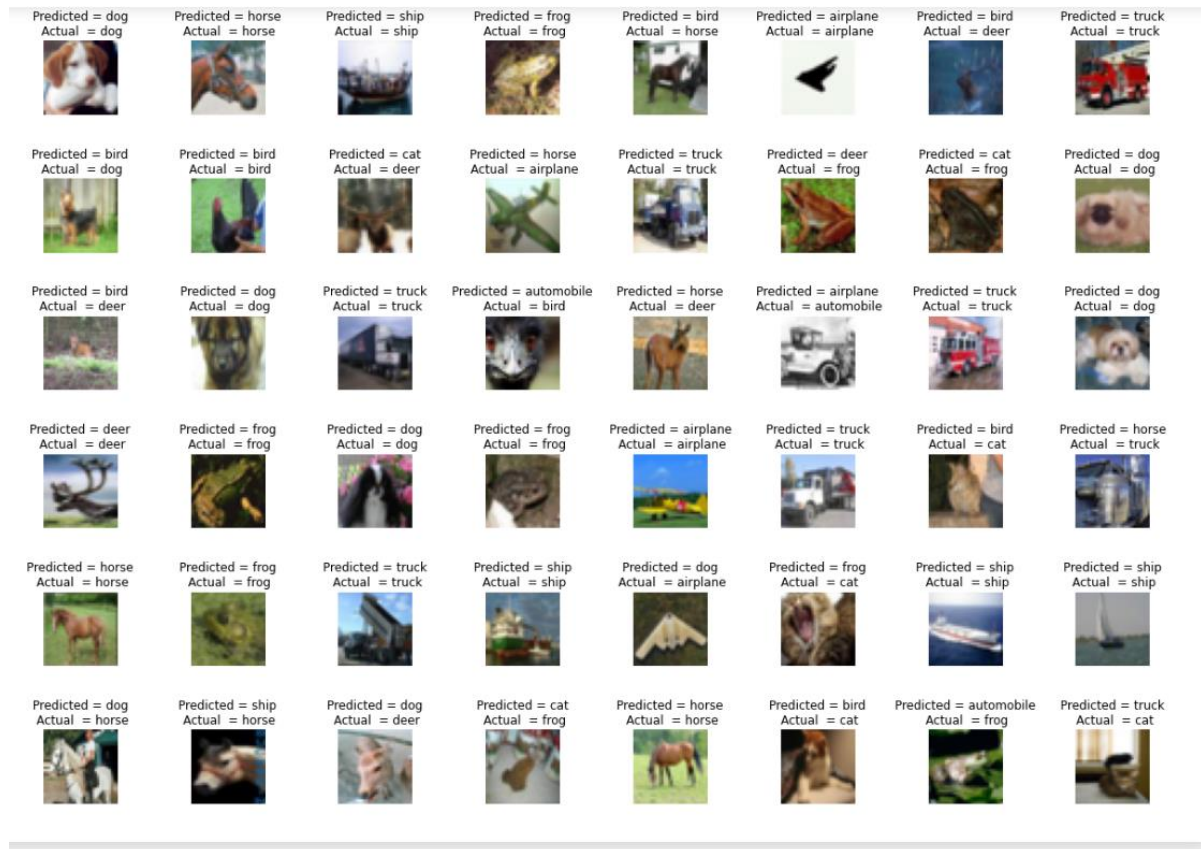 Predicted = dog
Actual = dog
Predicted = horse
Actual = horse
Predicted = ship
Actual = ship
Predicted = frog
Actual = frog
Predicted = bird
Actual = horse
Predicted = airplane
Actual = airplane
Predicted = bird
Actual = deer
Predicted = truck
Actual = truck
Predicted = bird
Actual = dog
Predicted = bird
Actual = bird
Predicted = cat
Actual = deer
Predicted = horse
Actual = airplane
Predicted = truck
Actual = truck
Predicted = deer
Actual = frog
Predicted = cat
Actual = frog
Predicted = dog
Actual = dog
Predicted = bird
Actual = deer
Predicted = dog
Actual = dog
Predicted = truck
Actual = truck
Predicted = automobile
Actual = bird
Predicted = horse
Actual = deer
Predicted = airplane
Actual = automobile
Predicted = truck
Actual = truck
Predicted = dog
Actual = dog
Predicted = deer
Actual = deer
Predicted = frog
Actual = frog
Predicted = dog
Actual = dog
Predicted = frog
Actual = frog
Predicted = airplane
Actual = airplane
Predicted = truck
Actual = truck
Predicted = bird
Actual = cat
Predicted = horse
Actual = truck
Predicted = horse
Actual = horse
Predicted = frog
Actual = frog
Predicted = truck
Actual = truck
Predicted = ship
Actual = ship
Predicted = dog
Actual = airplane
Predicted = frog
Actual = cat
Predicted = ship
Actual = ship
Predicted = ship
Actual = ship
Predicted = dog
Actual = horse
Predicted = ship
Actual = horse
Predicted = dog
Actual = deer
Predicted = cat
Actual = frog
Predicted = horse
Actual = horse
Predicted = bird
Actual = cat
Predicted = automobile
Actual = frog
Predicted = truck
Actual = cat